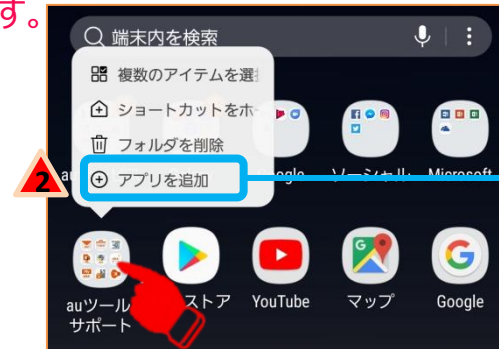 す。
端末内を検索
複数のアイテムを選
ショートカットをホー
フォルダを削除
2
アプリを追加
au
gle
ソーシャル
Microsoft
auツール
サポート
ストア
YouTube
マップ
Google